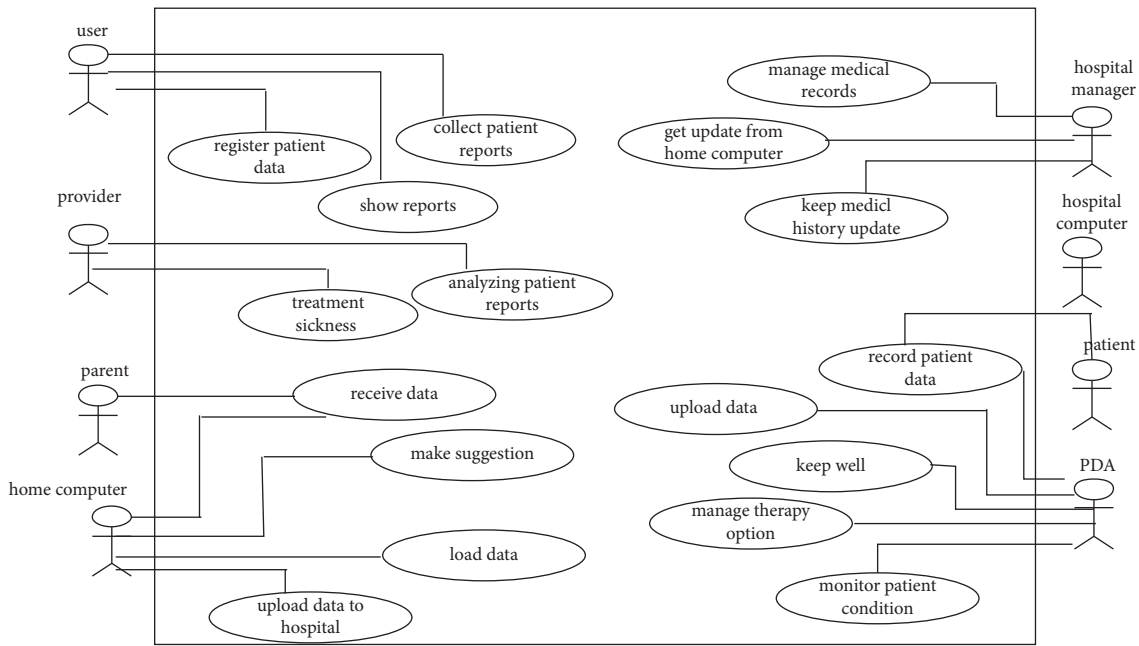 user
collect patient
reports
register patient
data
show reports
provider
analyzing patient
reports
treatment
sickness
parent
receive data
make suggestion
home computer
load data
upload data to
hospital
manage medical
records
hospital
manager
get update from
home computer
keep medicl
history update
hospital
computer
patient
record patient
data
upload data
keep well
PDA
manage therapy
option
monitor patient
condition